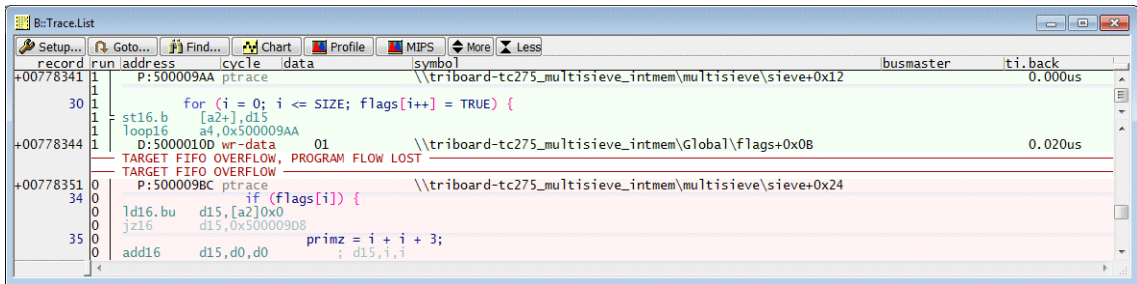 B::Trace.List
Setup... Goto... Find... Chart Profile MIPS More Less
record run address cycle data symbol busmaster ti.back
+00778341 1 P:500009AA ptrace \\triboard-tc275_multisieve_intmem\multisieve\sieve+0x12 0.000us
1
30 1 for (i = 0; i <= SIZE; flags[i++] = TRUE) {
1 st16.b [a2+],d15
1 loop16 a4,0x500009AA
+00778344 1 D:5000010D wr-data 01 \\triboard-tc275_multisieve_intmem\Global\flags+0x0B 0.020us
TARGET FIFO OVERFLOW, PROGRAM FLOW LOST
TARGET FIFO OVERFLOW
+00778351 0 P:500009BC ptrace \\triboard-tc275_multisieve_intmem\multisieve\sieve+0x24
34 0 if (flags[i]) {
0 ld16.bu d15,[a2]0x0
0 jz16 d15,0x500009D8
35 0 primz = i + i + 3;
0 add16 d15,d0,d0 ; d15,i,i